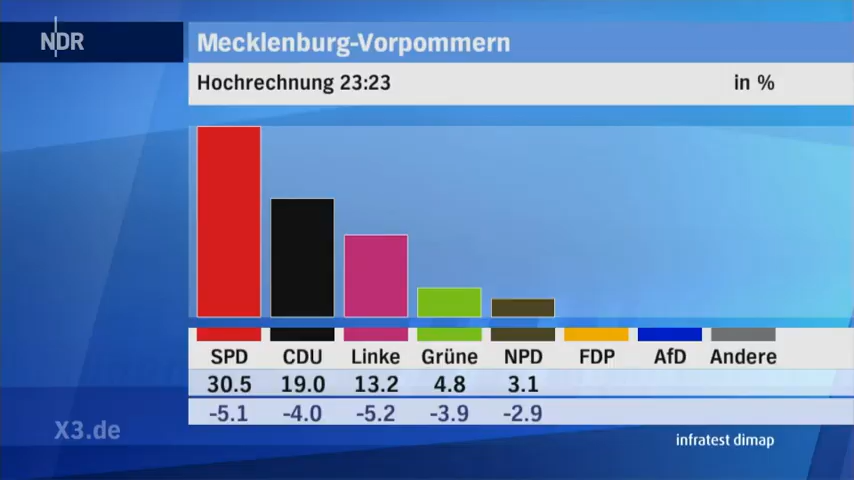 NDR
Mecklenburg-Vorpommern
Hochrechnung 23:23 in %
SPD CDU Linke Grüne NPD FDP AfD Andere
30.5 19.0 13.2 4.8 3.1
-5.1 -4.0 -5.2 -3.9 -2.9
X3.de
infratest dimap